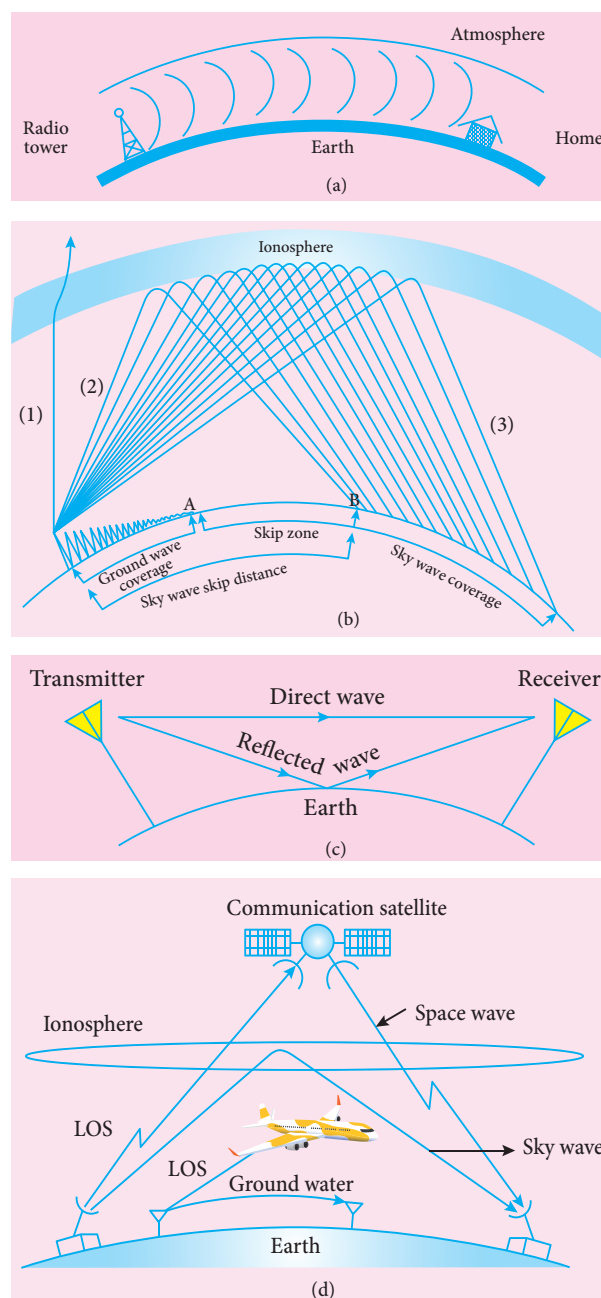 Atmosphere
Radio
tower
Earth
Home
(a)
Ionosphere
(1)
(2)
(3)
A
B
Ground wave
coverage
Skip zone
Sky wave skip distance
Sky wave coverage
(b)
Transmitter
Receiver
Direct wave
Reflected wave
Earth
(c)
Communication satellite
Space wave
Ionosphere
LOS
LOS
Sky wave
Ground water
Earth
(d)